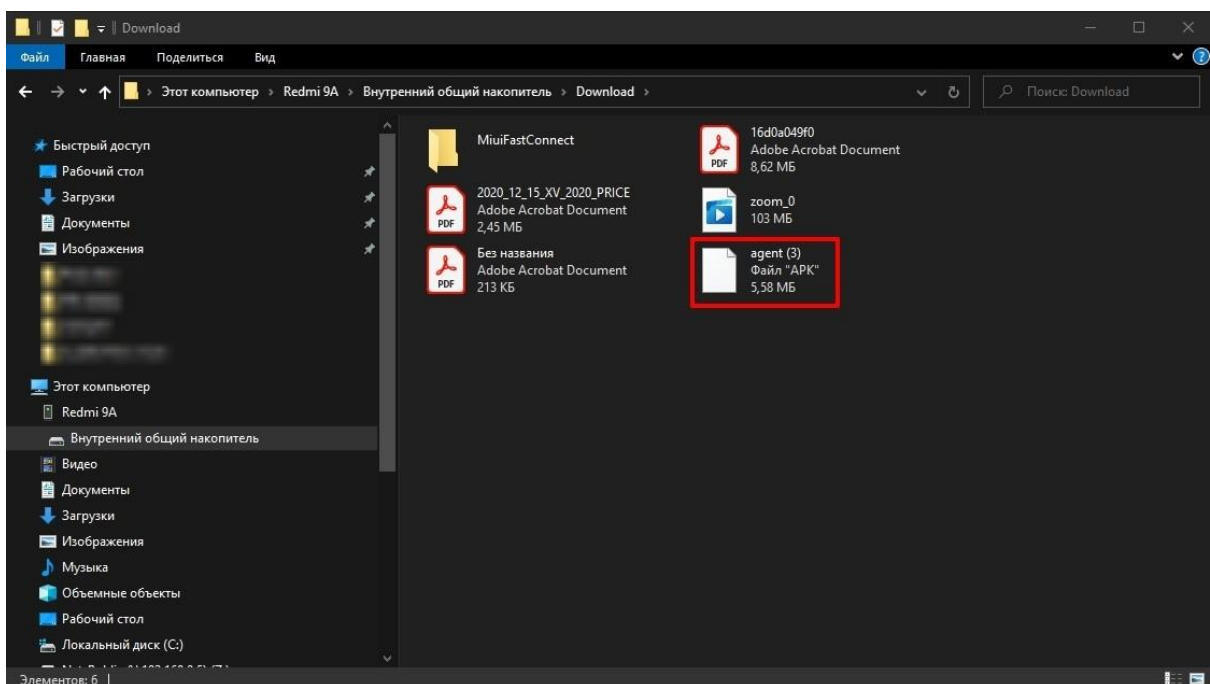 Download
Файл Главная Поделиться Вид
Этот компьютер › Redmi 9A › Внутренний общий накопитель › Download ›
Поиск: Download
Быстрый доступ
Рабочий стол
Загрузки
Документы
Изображения
Этот компьютер
Redmi 9A
Внутренний общий накопитель
Видео
Документы
Загрузки
Изображения
Музыка
Объемные объекты
Рабочий стол
Локальный диск (C:)
MiuiFastConnect
2020_12_15_XV_2020_PRICE
Adobe Acrobat Document
2,45 МБ
PDF
Без названия
Adobe Acrobat Document
213 КБ
PDF
16d0a049f0
Adobe Acrobat Document
8,62 МБ
PDF
zoom_0
103 МБ
agent (3)
Файл "APK"
5,58 МБ
Элементов: 6